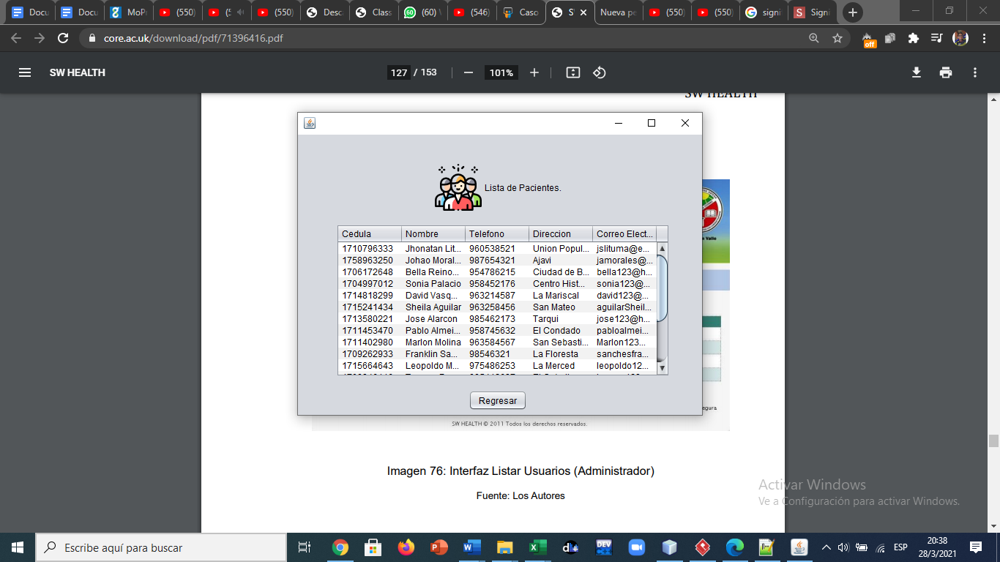 Docu
Docu
MoP
(550)
(5
(550)
Desc
Class
(60)
(546)
Caso
S
Nueva pe
(550)
(550)
signi
Signi
core.ac.uk/download/pdf/71396416.pdf
off
SW HEALTH
127 / 153
101%
SW HEALTH
Lista de Pacientes.
Cedula Nombre Telefono Direccion Correo Elect...
1710796333 Jhonatan Lit... 960538521 Union Popul... jslituma@e...
1758963250 Johao Moral... 987654321 Ajavi jamorales@...
1706172648 Bella Reino... 954786215 Ciudad de B... bella123@h...
1704997012 Sonia Palacio 958452176 Centro Hist... sonia123@...
1714818299 David Vasq... 963214587 La Mariscal david123@...
1715241434 Sheila Aguilar 963258456 San Mateo aguilarSheil...
1713580221 Jose Alarcon 985462173 Tarqui jose123@h...
1711453470 Pablo Almei... 958745632 El Condado pabloalmei...
1711402980 Marlon Molina 963584567 San Sebasti... Marlon123...
1709262933 Franklin Sa... 98546321 La Floresta sanchesfra...
1715664643 Leopoldo M... 975486253 La Merced leopoldo12...
Regresar
n Valle
egura
SW HEALTH © 2011 Todos los derechos reservados.
Imagen 76: Interfaz Listar Usuarios (Administrador)
Fuente: Los Autores
Activar Windows
Ve a Configuración para activar Windows.
Escribe aquí para buscar
DEV
ESP
20:38
28/3/2021